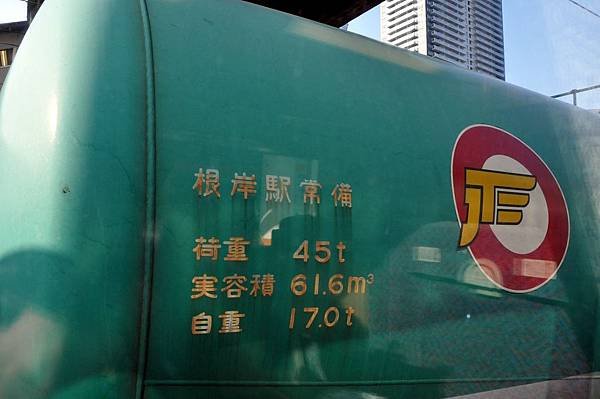 根岸駅常備
荷重 45t
実容積 61.6m³
自重 17.0t